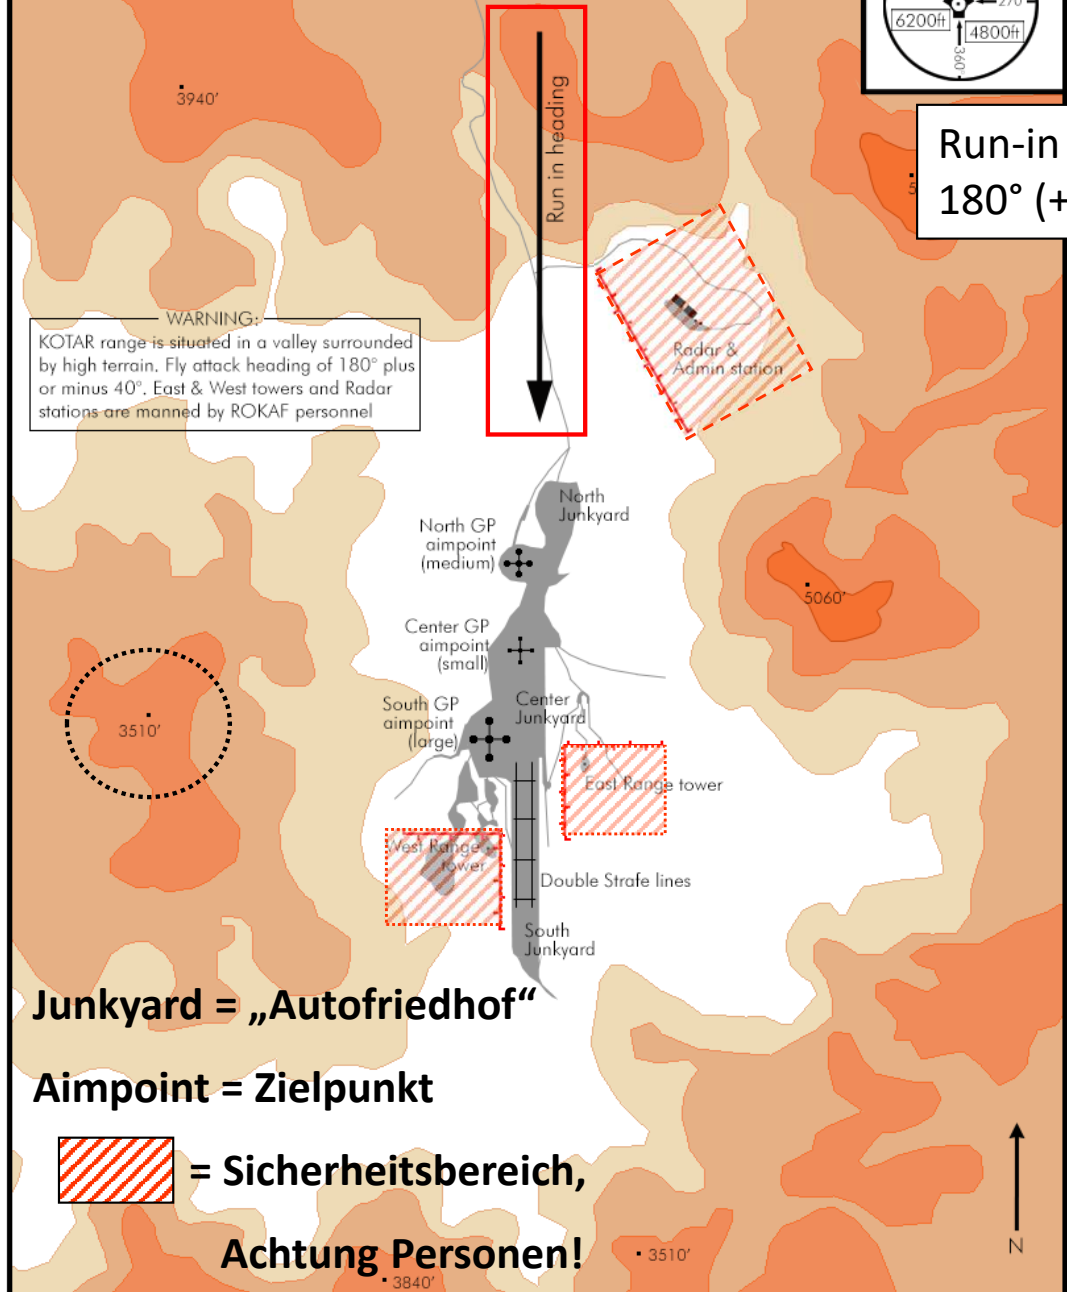 270
6200ft
4800ft
360°
3940'
Run in heading
Run-in
180° (+
WARNING:
KOTAR range is situated in a valley surrounded
by high terrain. Fly attack heading of 180° plus
or minus 40°. East & West towers and Radar
stations are manned by ROKAF personnel
Radar &
Admin station
North
Junkyard
North GP
aimpoint
(medium)
5060'
Center GP
aimpoint
(small)
South GP
aimpoint
(large)
Center
Junkyard
3510'
East Range tower
West Range
tower
Double Strafe lines
South
Junkyard
Junkyard = „Autofriedhof“
Aimpoint = Zielpunkt
= Sicherheitsbereich,
Achtung Personen!
3510'
3840'
N